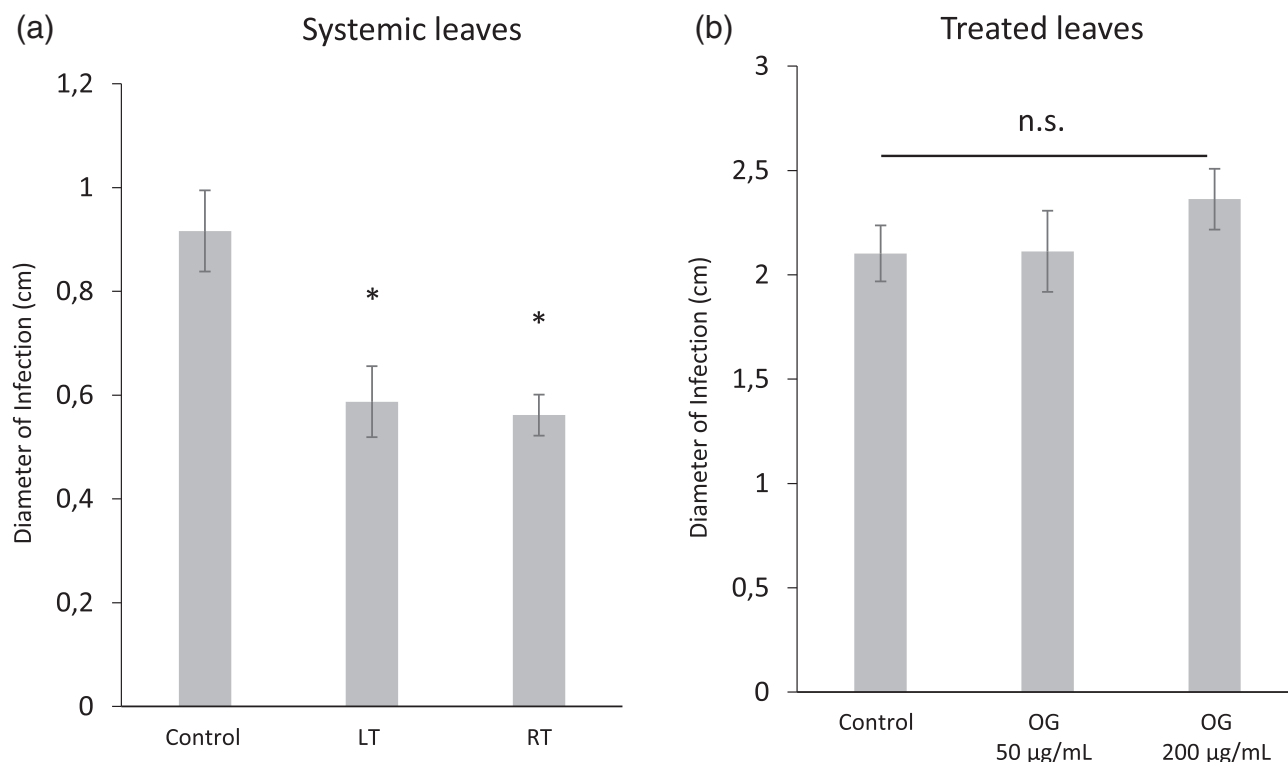 (a)
Systemic leaves
Diameter of Infection (cm)
1,2
1
0,8
0,6
0,4
0,2
0
*
*
Control
LT
RT
(b)
Treated leaves
Diameter of Infection (cm)
3
2,5
2
1,5
1
0,5
0
n.s.
Control
OG
50 µg/mL
OG
200 µg/mL